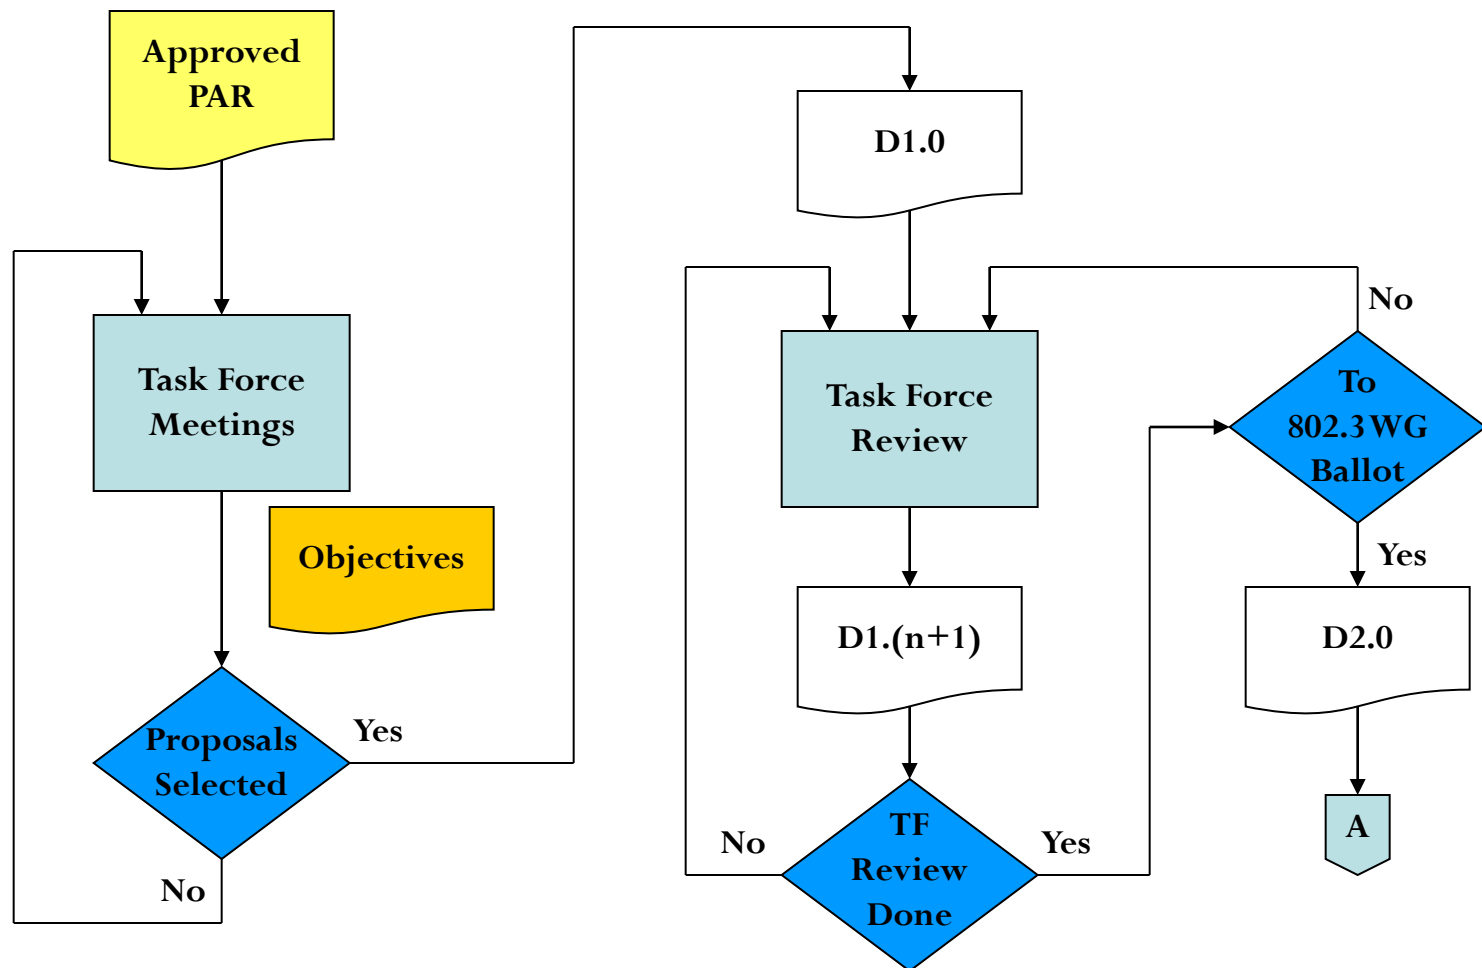 Approved
PAR
Task Force
Meetings
Objectives
Proposals
Selected
Yes
No
D1.0
Task Force
Review
D1.(n+1)
TF
Review
Done
No
Yes
To
802.3 WG
Ballot
No
Yes
D2.0
A